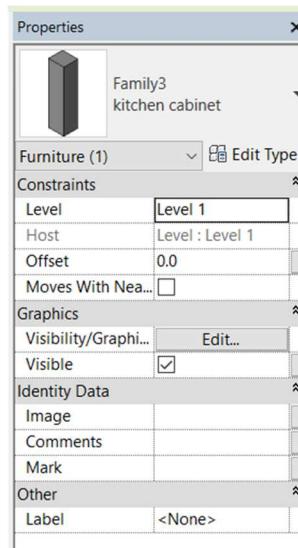 Properties
Family3
kitchen cabinet
Furniture (1)
Edit Type
Constraints
Level Level 1
Host Level : Level 1
Offset 0.0
Moves With Nea...
Graphics
Visibility/Graphi... Edit...
Visible
Identity Data
Image
Comments
Mark
Other
Label <None>